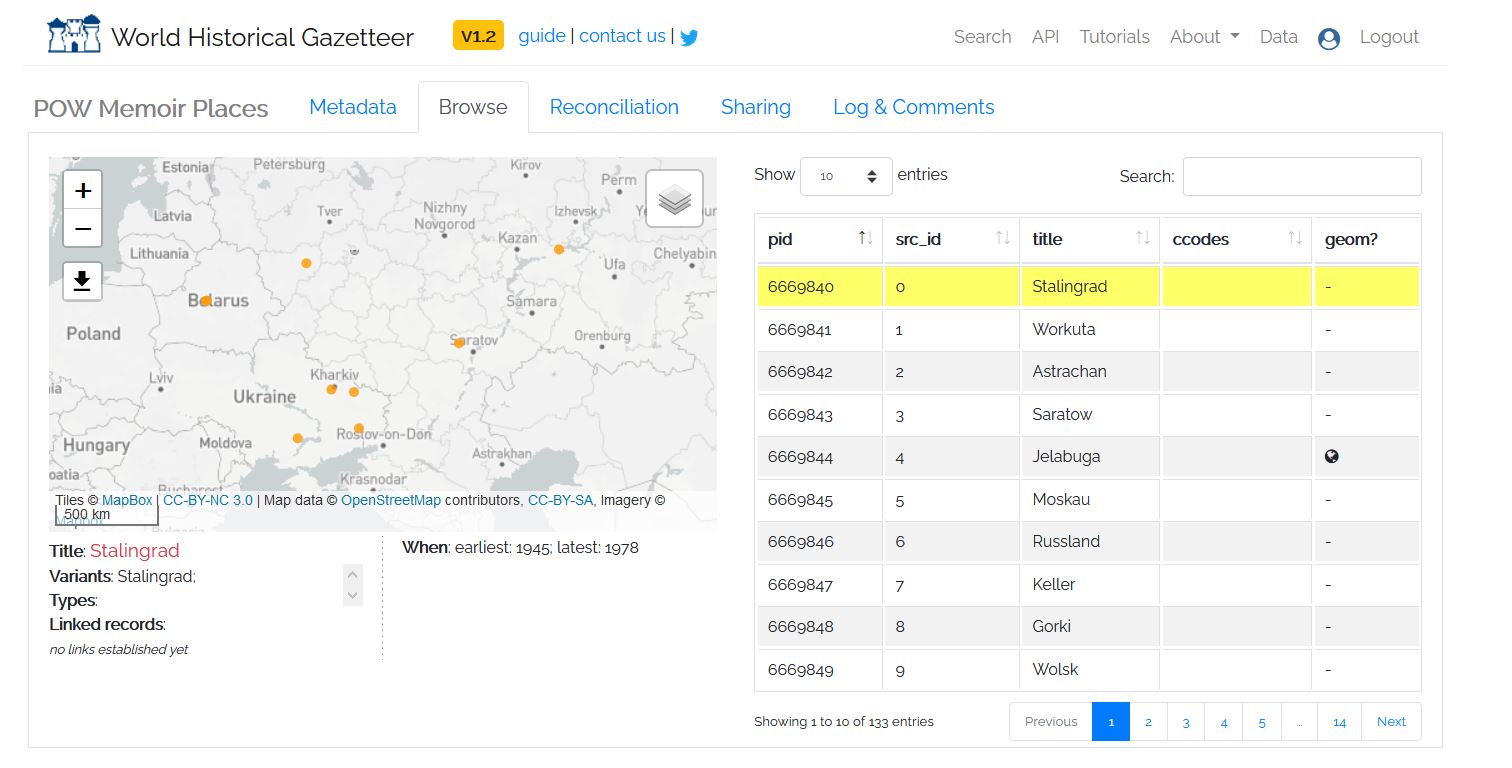 World Historical Gazetteer V1.2 guide | contact us | Search API Tutorials About Data Logout
POW Memoir Places Metadata Browse Reconciliation Sharing Log & Comments
+
−
Estonia
Petersburg
Kirov
Perm
Latvia
Tver
Nizhny
Novgorod
Izhevsk
Kazan
Lithuania
Ufa
Chelyabin
Belarus
Samara
Poland
Saratov
Orenburg
Lviv
Kharkiv
Ukraine
Hungary
Moldova
Rostov-on-Don
Astrakhan
Krasnodar
Bucharest
Tiles © MapBox | CC-BY-NC 3.0 | Map data © OpenStreetMap contributors, CC-BY-SA, Imagery ©
Mapbox
500 km
Bulgaria
Title: Stalingrad
Variants: Stalingrad;
Types:
Linked records:
no links established yet
When: earliest: 1945; latest: 1978
Show 10 entries Search:
pid src_id title ccodes geom?
6669840 0 Stalingrad -
6669841 1 Workuta -
6669842 2 Astrachan -
6669843 3 Saratow -
6669844 4 Jelabuga
6669845 5 Moskau -
6669846 6 Russland -
6669847 7 Keller -
6669848 8 Gorki -
6669849 9 Wolsk -
Showing 1 to 10 of 133 entries Previous 1 2 3 4 5 … 14 Next